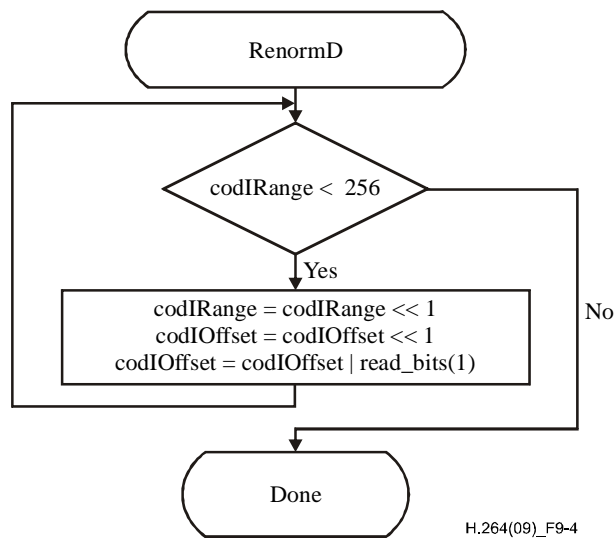 RenormD
codIRange < 256
Yes
codIRange = codIRange << 1
codIOffset = codIOffset << 1
codIOffset = codIOffset | read_bits(1)
No
Done
H.264(09)_F9-4